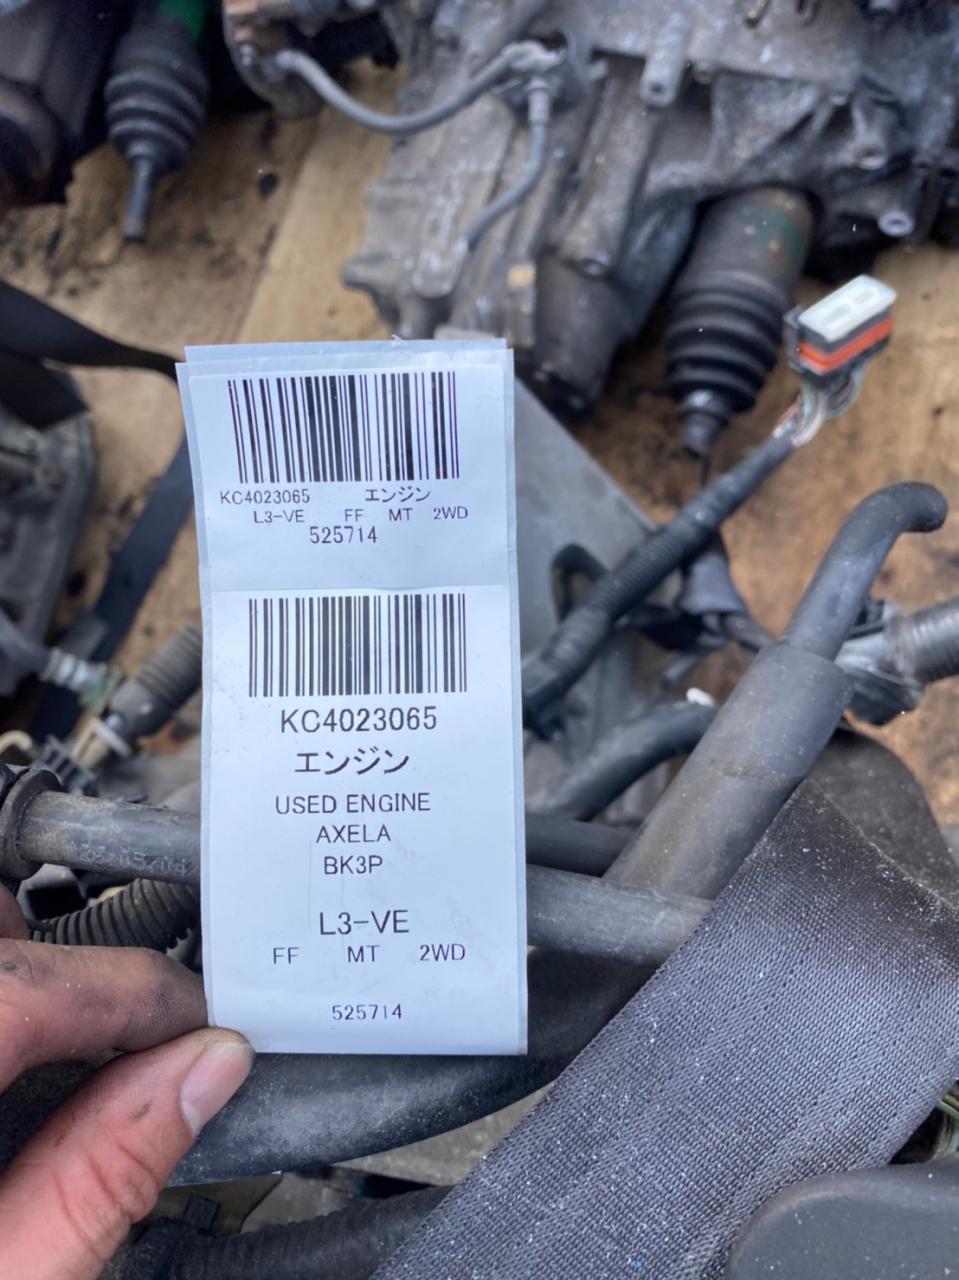 KC4023065 エンジン
L3-VE FF MT 2WD
525714
KC4023065
エンジン
USED ENGINE
AXELA
BK3P
L3-VE
FF MT 2WD
525714